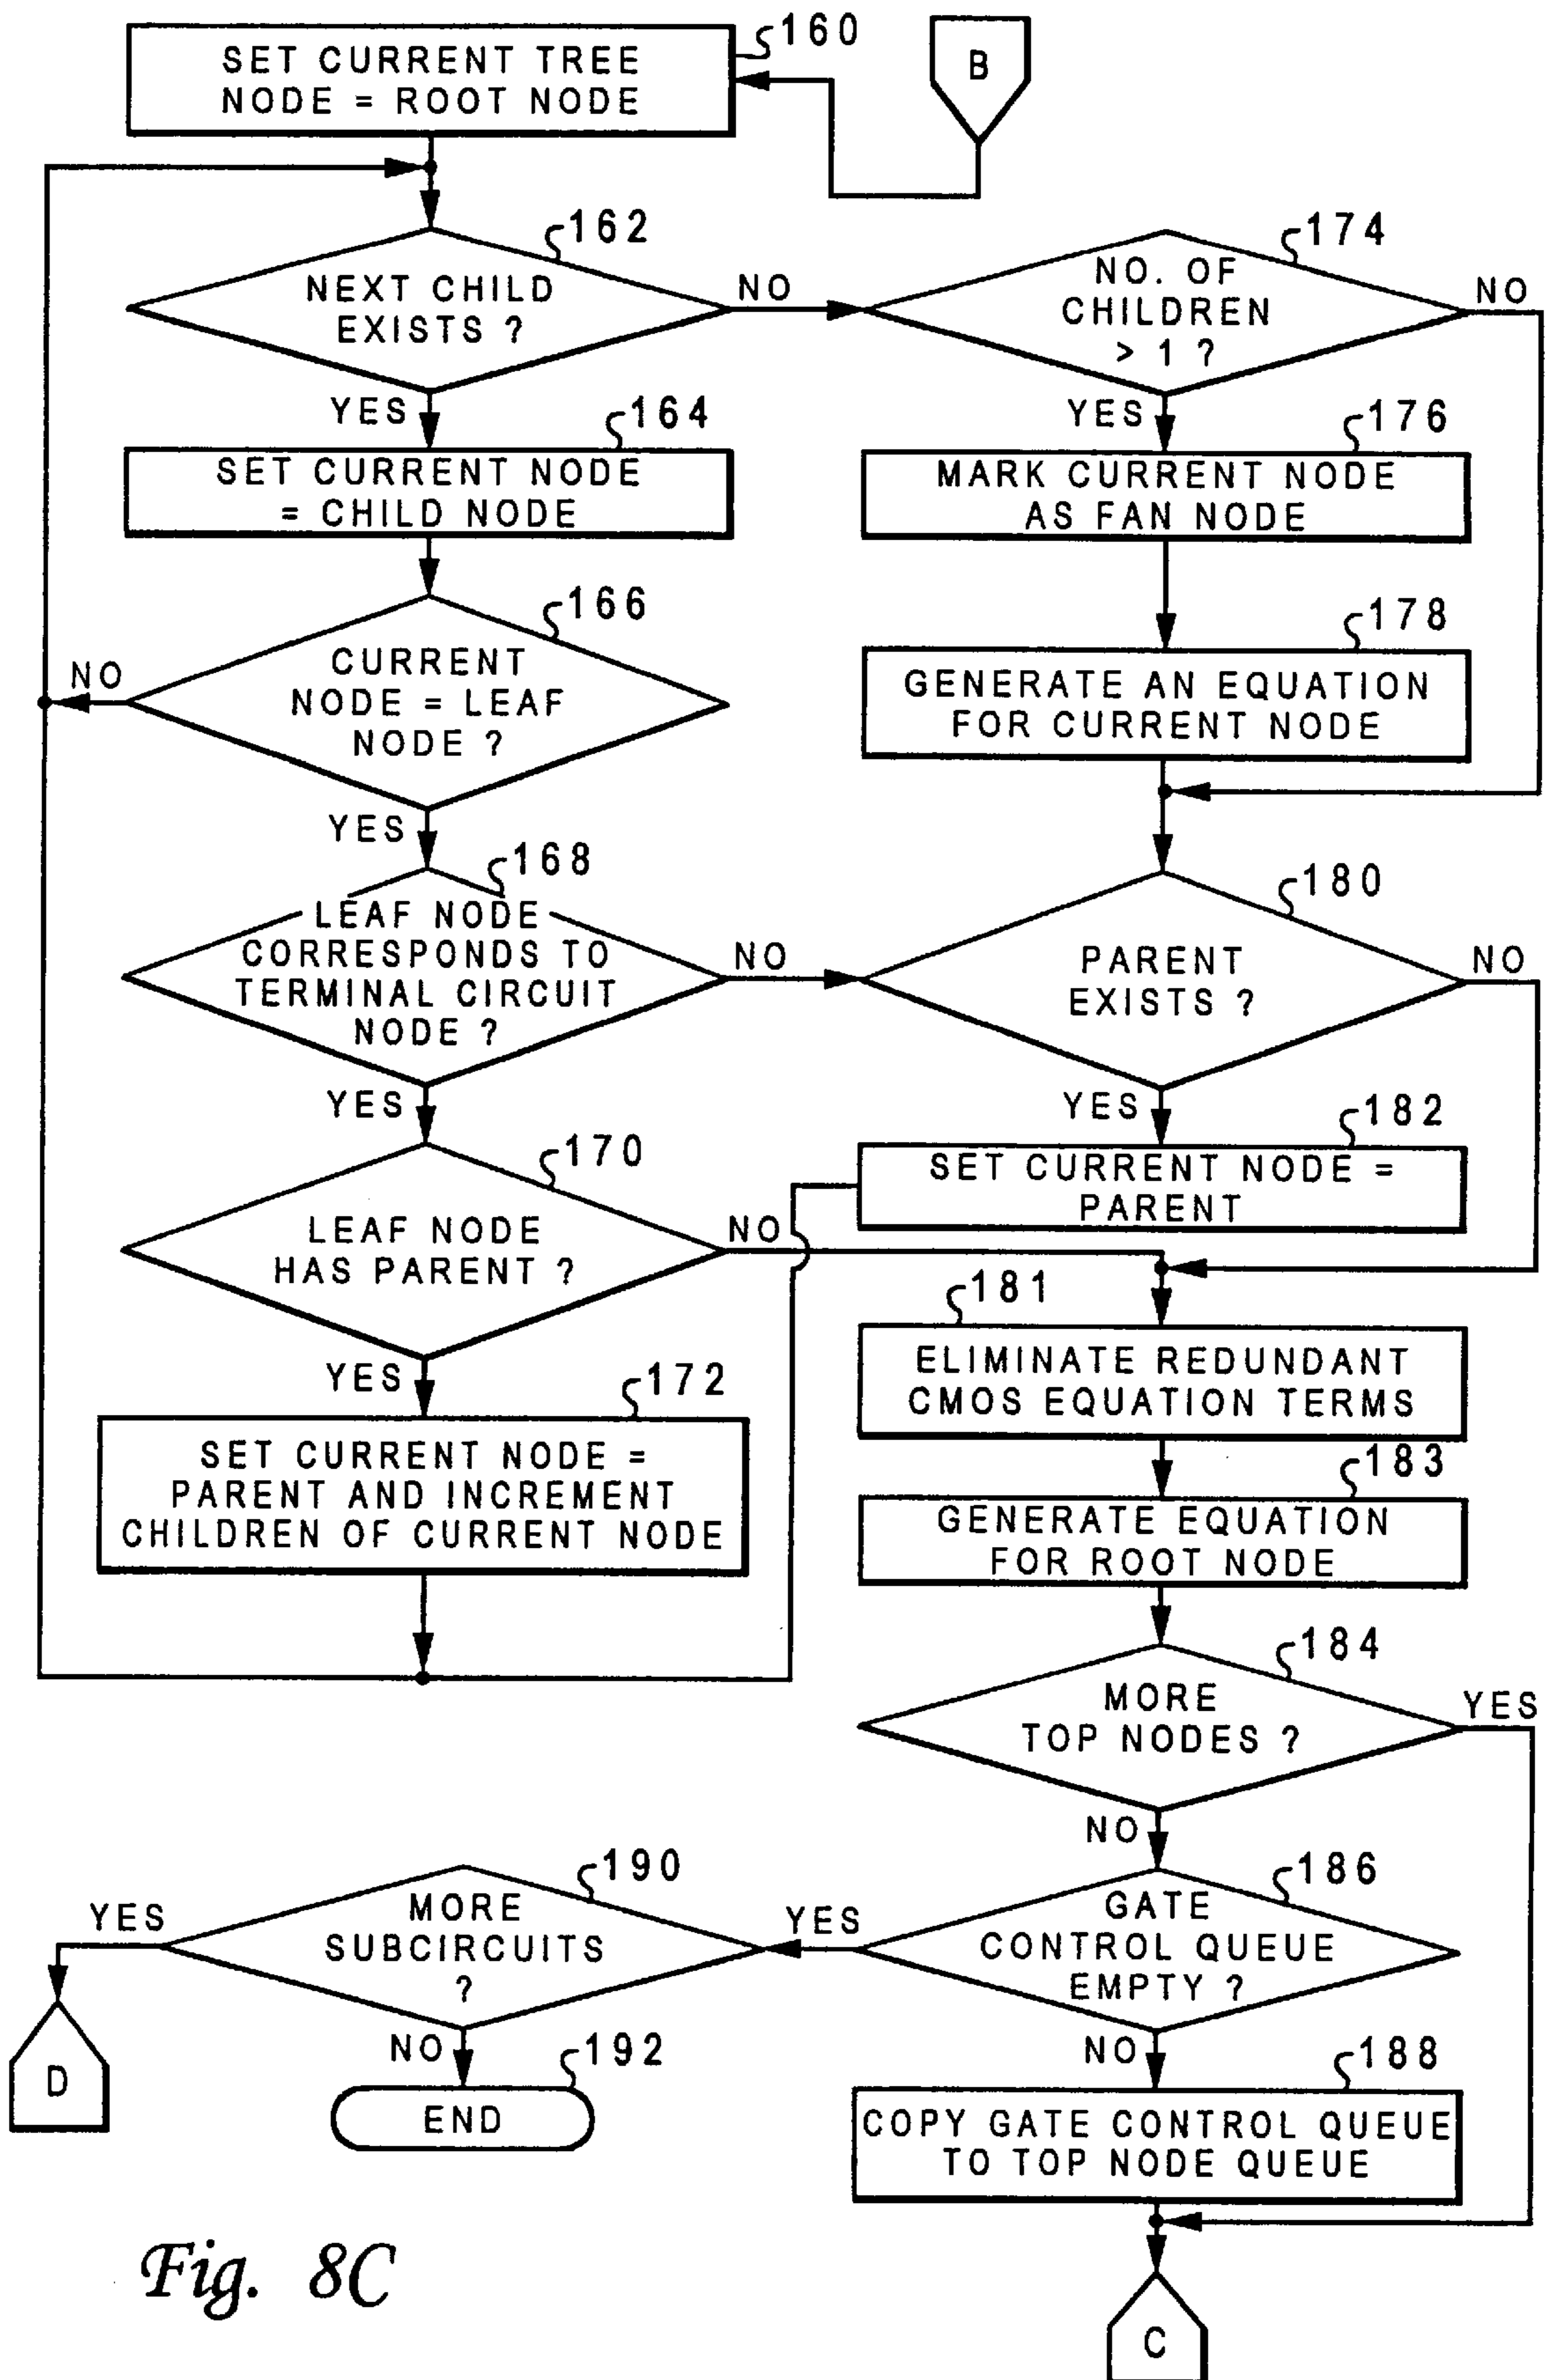 160
SET CURRENT TREE
NODE = ROOT NODE
B
162
NEXT CHILD
EXISTS ?
NO
YES
174
NO. OF
CHILDREN
> 1 ?
NO
YES
164
SET CURRENT NODE
= CHILD NODE
176
MARK CURRENT NODE
AS FAN NODE
166
CURRENT
NODE = LEAF
NODE ?
NO
YES
178
GENERATE AN EQUATION
FOR CURRENT NODE
168
LEAF NODE
CORRESPONDS TO
TERMINAL CIRCUIT
NODE ?
NO
YES
180
PARENT
EXISTS ?
NO
YES
170
LEAF NODE
HAS PARENT ?
NO
YES
182
SET CURRENT NODE =
PARENT
181
ELIMINATE REDUNDANT
CMOS EQUATION TERMS
172
SET CURRENT NODE =
PARENT AND INCREMENT
CHILDREN OF CURRENT NODE
183
GENERATE EQUATION
FOR ROOT NODE
184
MORE
TOP NODES ?
YES
NO
186
GATE
CONTROL QUEUE
EMPTY ?
YES
NO
190
MORE
SUBCIRCUITS
?
YES
NO
D
192
END
188
COPY GATE CONTROL QUEUE
TO TOP NODE QUEUE
C
Fig. 8C